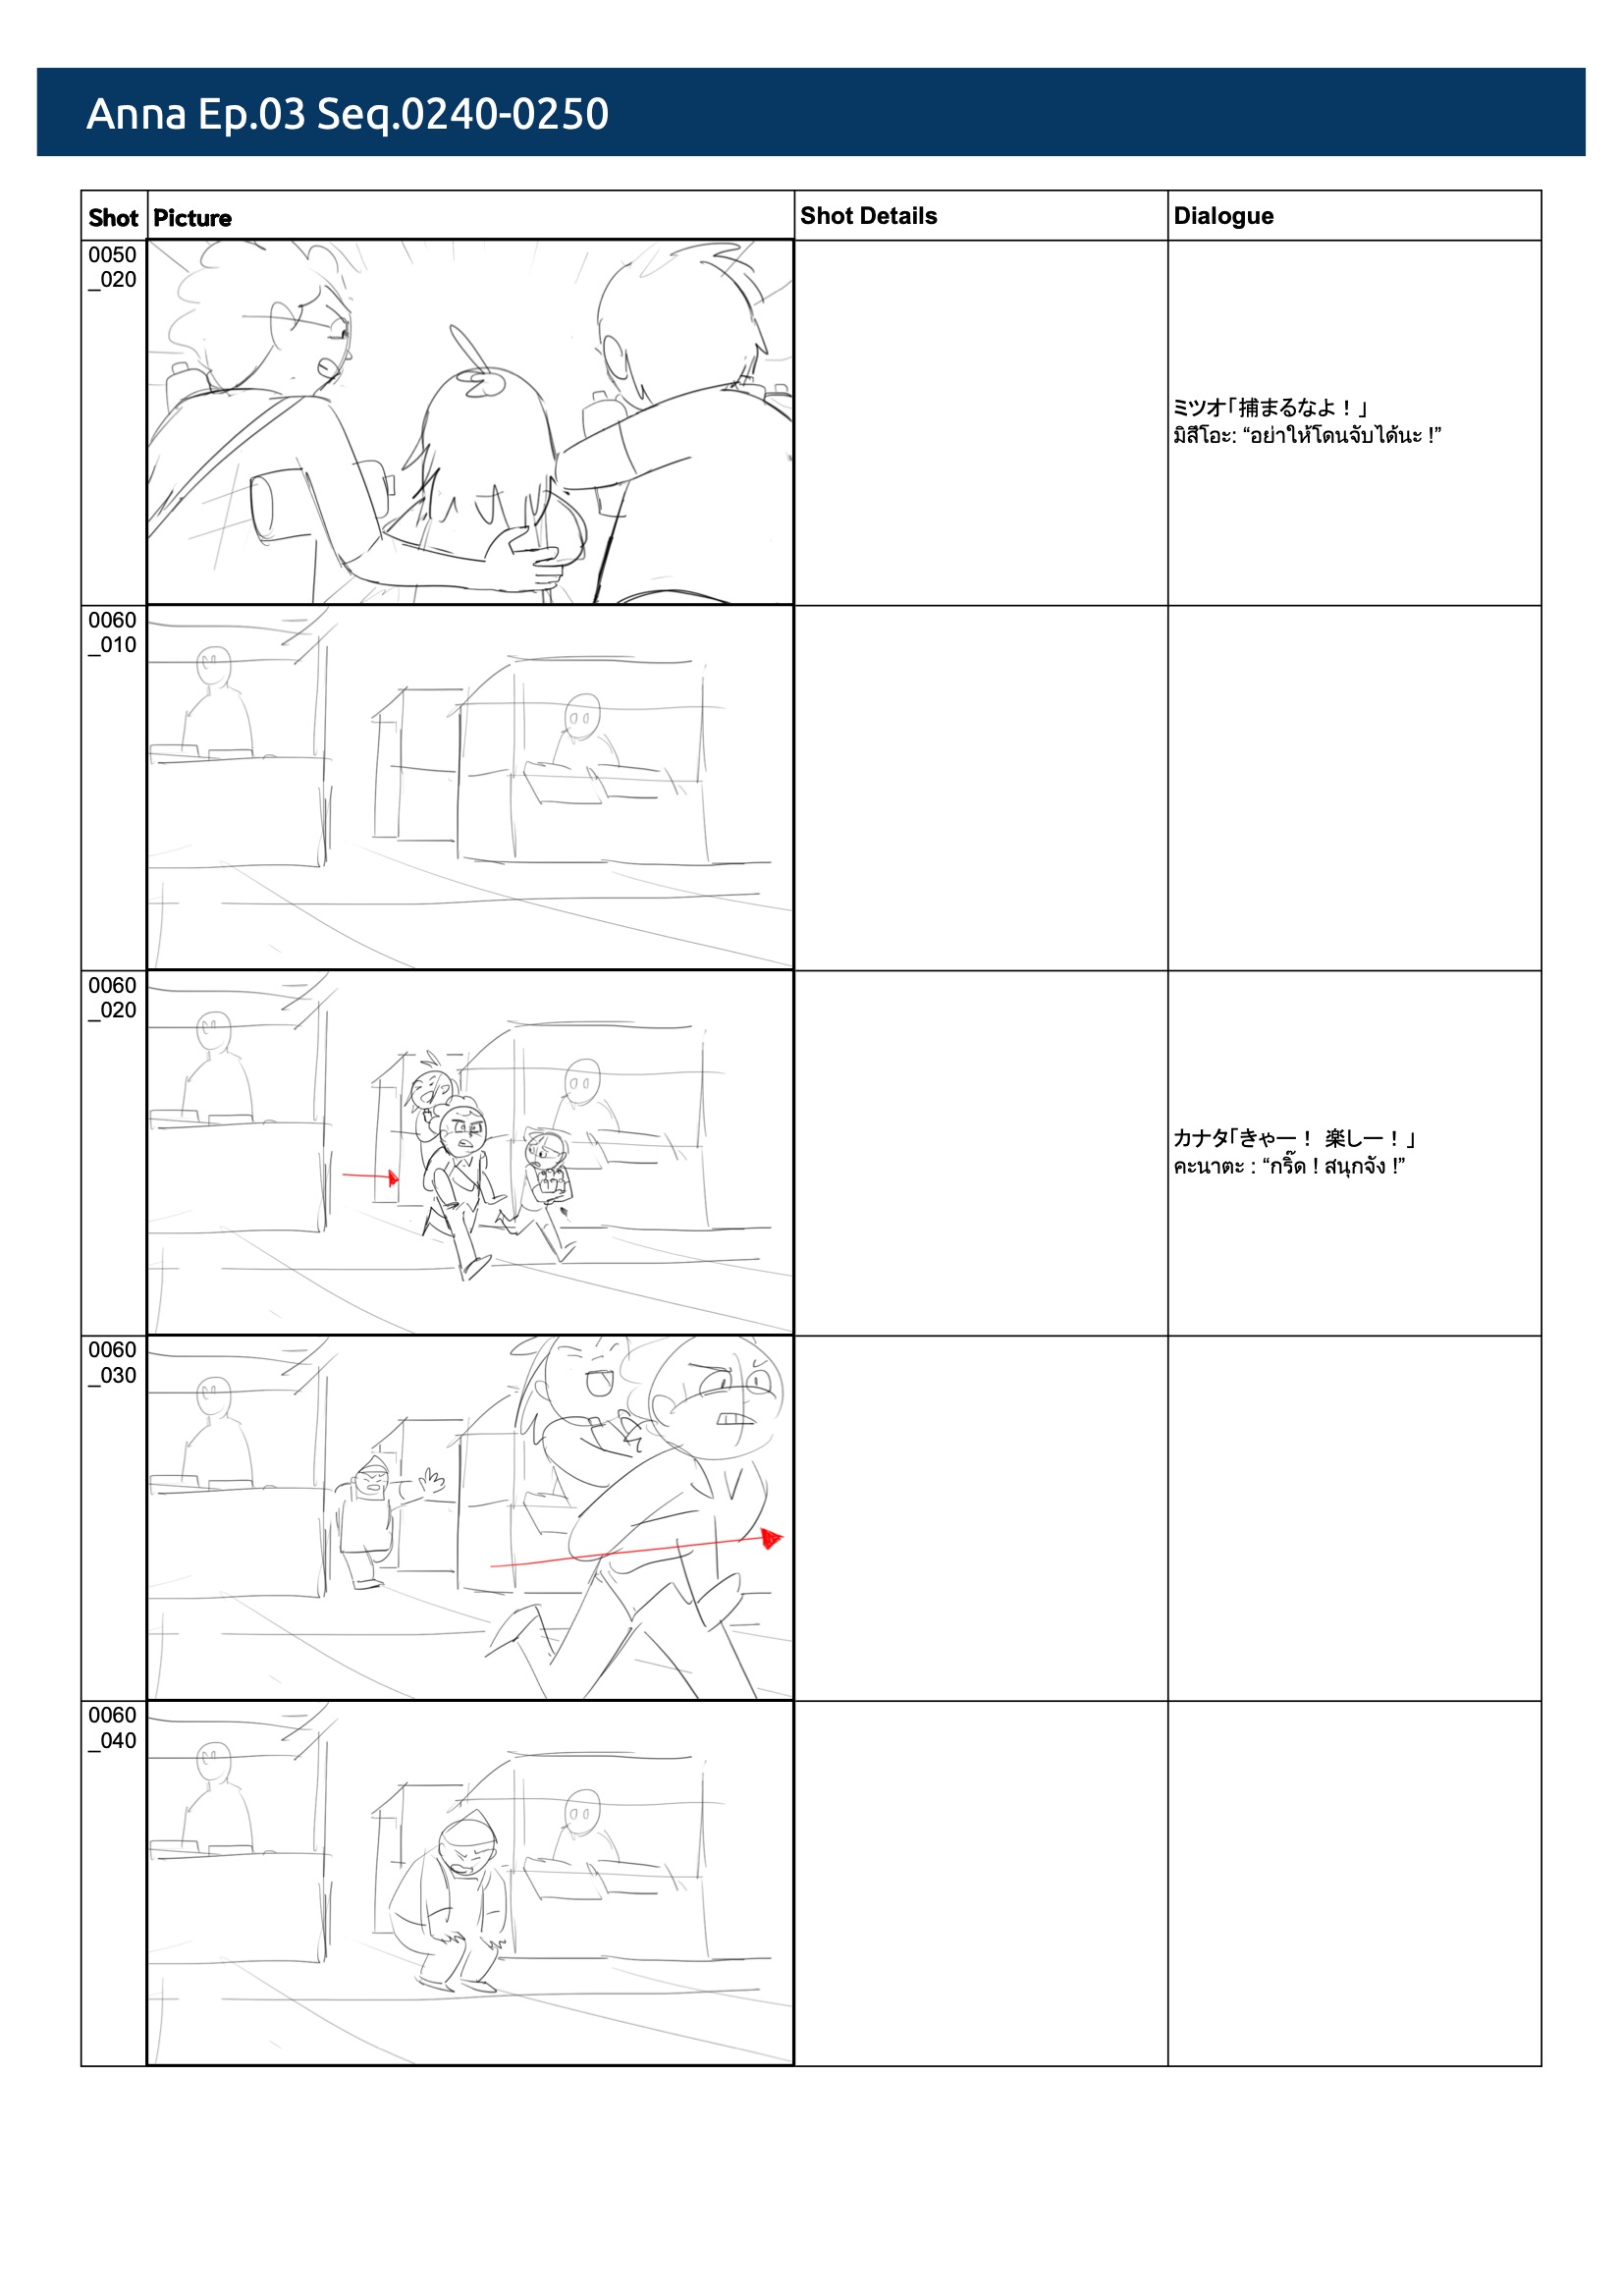 Anna Ep.03 Seq.0240-0250
Shot
Picture
Shot Details
Dialogue
0050
_020
ミツオ「捕まるなよ！」
มิสึโอะ: “อย่าให้โดนจับได้นะ !”
0060
_010
0060
_020
カナタ「きゃー！ 楽しー！」
คะนาตะ : “กริ๊ด ! สนุกจัง !”
0060
_030
0060
_040